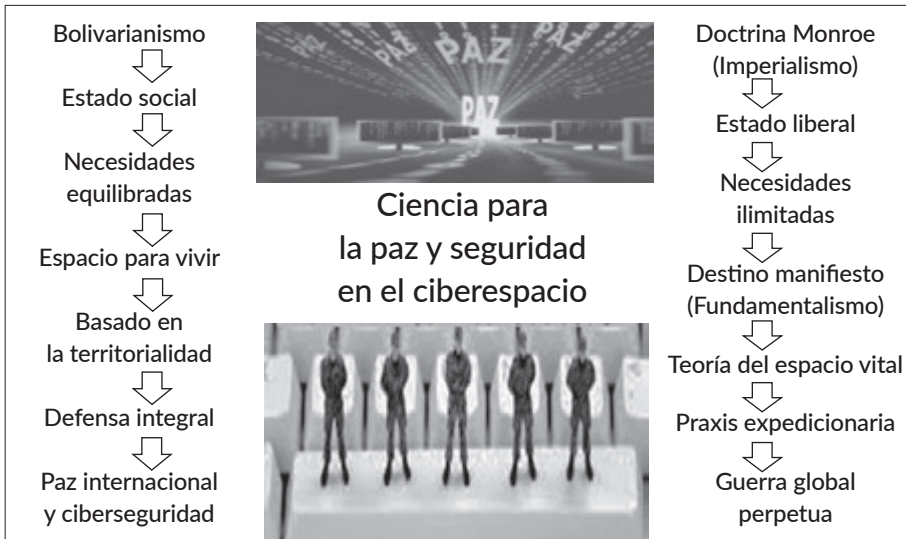 Bolivarianismo
Estado social
Necesidades
equilibradas
Espacio para vivir
Basado en
la territorialidad
Defensa integral
Paz internacional
y ciberseguridad
PAZ
PAZ
PAZ
PAZ
PAZ
Ciencia para
la paz y seguridad
en el ciberespacio
Doctrina Monroe
(Imperialismo)
Estado liberal
Necesidades
ilimitadas
Destino manifiesto
(Fundamentalismo)
Teoría del espacio vital
Praxis expedicionaria
Guerra global
perpetua